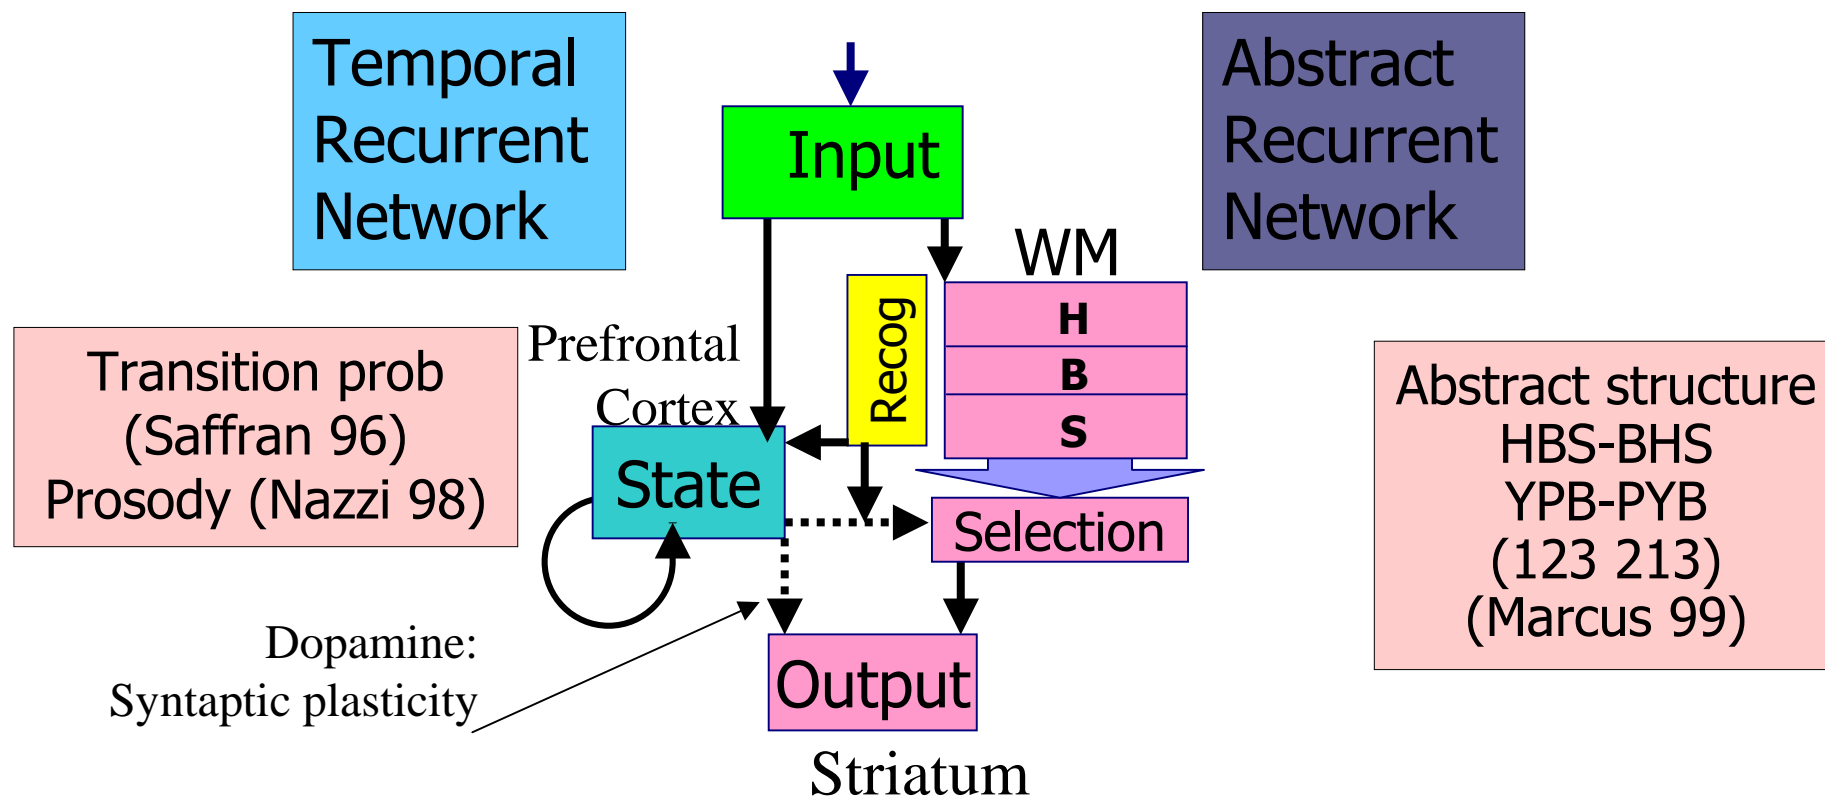 Temporal
Recurrent
Network
Input
Abstract
Recurrent
Network
WM
Recog
H
B
S
Prefrontal
Cortex
Transition prob
(Saffran 96)
Prosody (Nazzi 98)
State
Selection
Abstract structure
HBS-BHS
YPB-PYB
(123 213)
(Marcus 99)
Dopamine:
Syntaptic plasticity
Output
Striatum